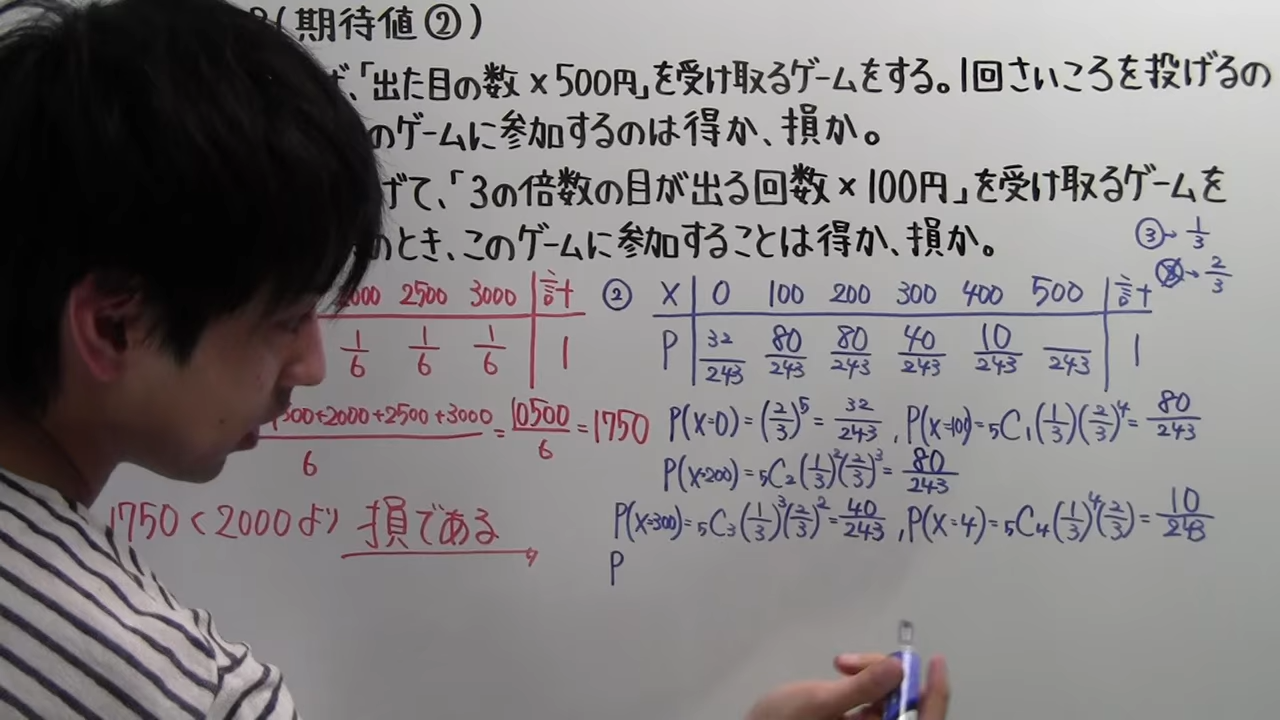 (期待値②)
「出た目の数×500円」を受け取るゲームをする。1回さいころを投げるの
のゲームに参加するのは得か、損か。
げて、「3の倍数の目が出る回数×100円」を受け取るゲームを
のとき、このゲームに参加することは得か、損か。
③→ 1/3
③→ 2/3
2500 3000 計
1/6 1/6 1/6 1
500+2000+2500+3000/6 = 10500/6 = 1750
1750<2000より 損である
② X 0 100 200 300 400 500 計
P 32/243 80/243 80/243 40/243 10/243 /243 1
P(X=0)=(2/3)^5=32/243, P(X=100)=₅C₁(1/3)(2/3)^4=80/243
P(X=200)=₅C₂(1/3)^2(2/3)^3=80/243
P(X=300)=₅C₃(1/3)^3(2/3)^2=40/243, P(X=4)=₅C₄(1/3)^4(2/3)=10/243
P